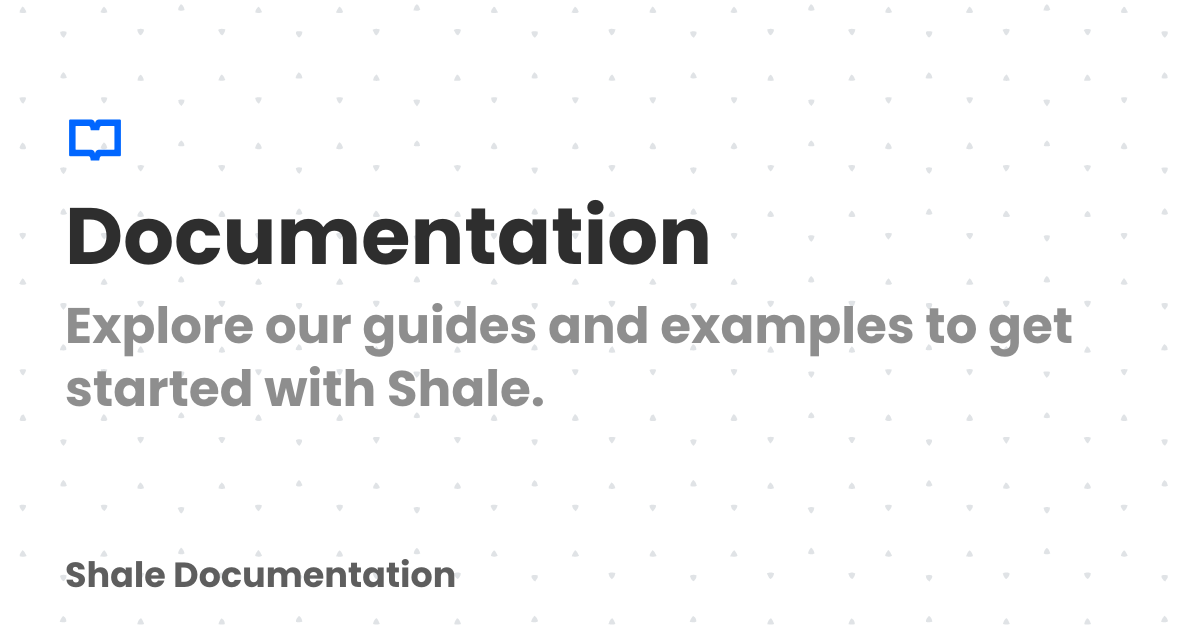 Documentation
Explore our guides and examples to get
started with Shale.
Shale Documentation